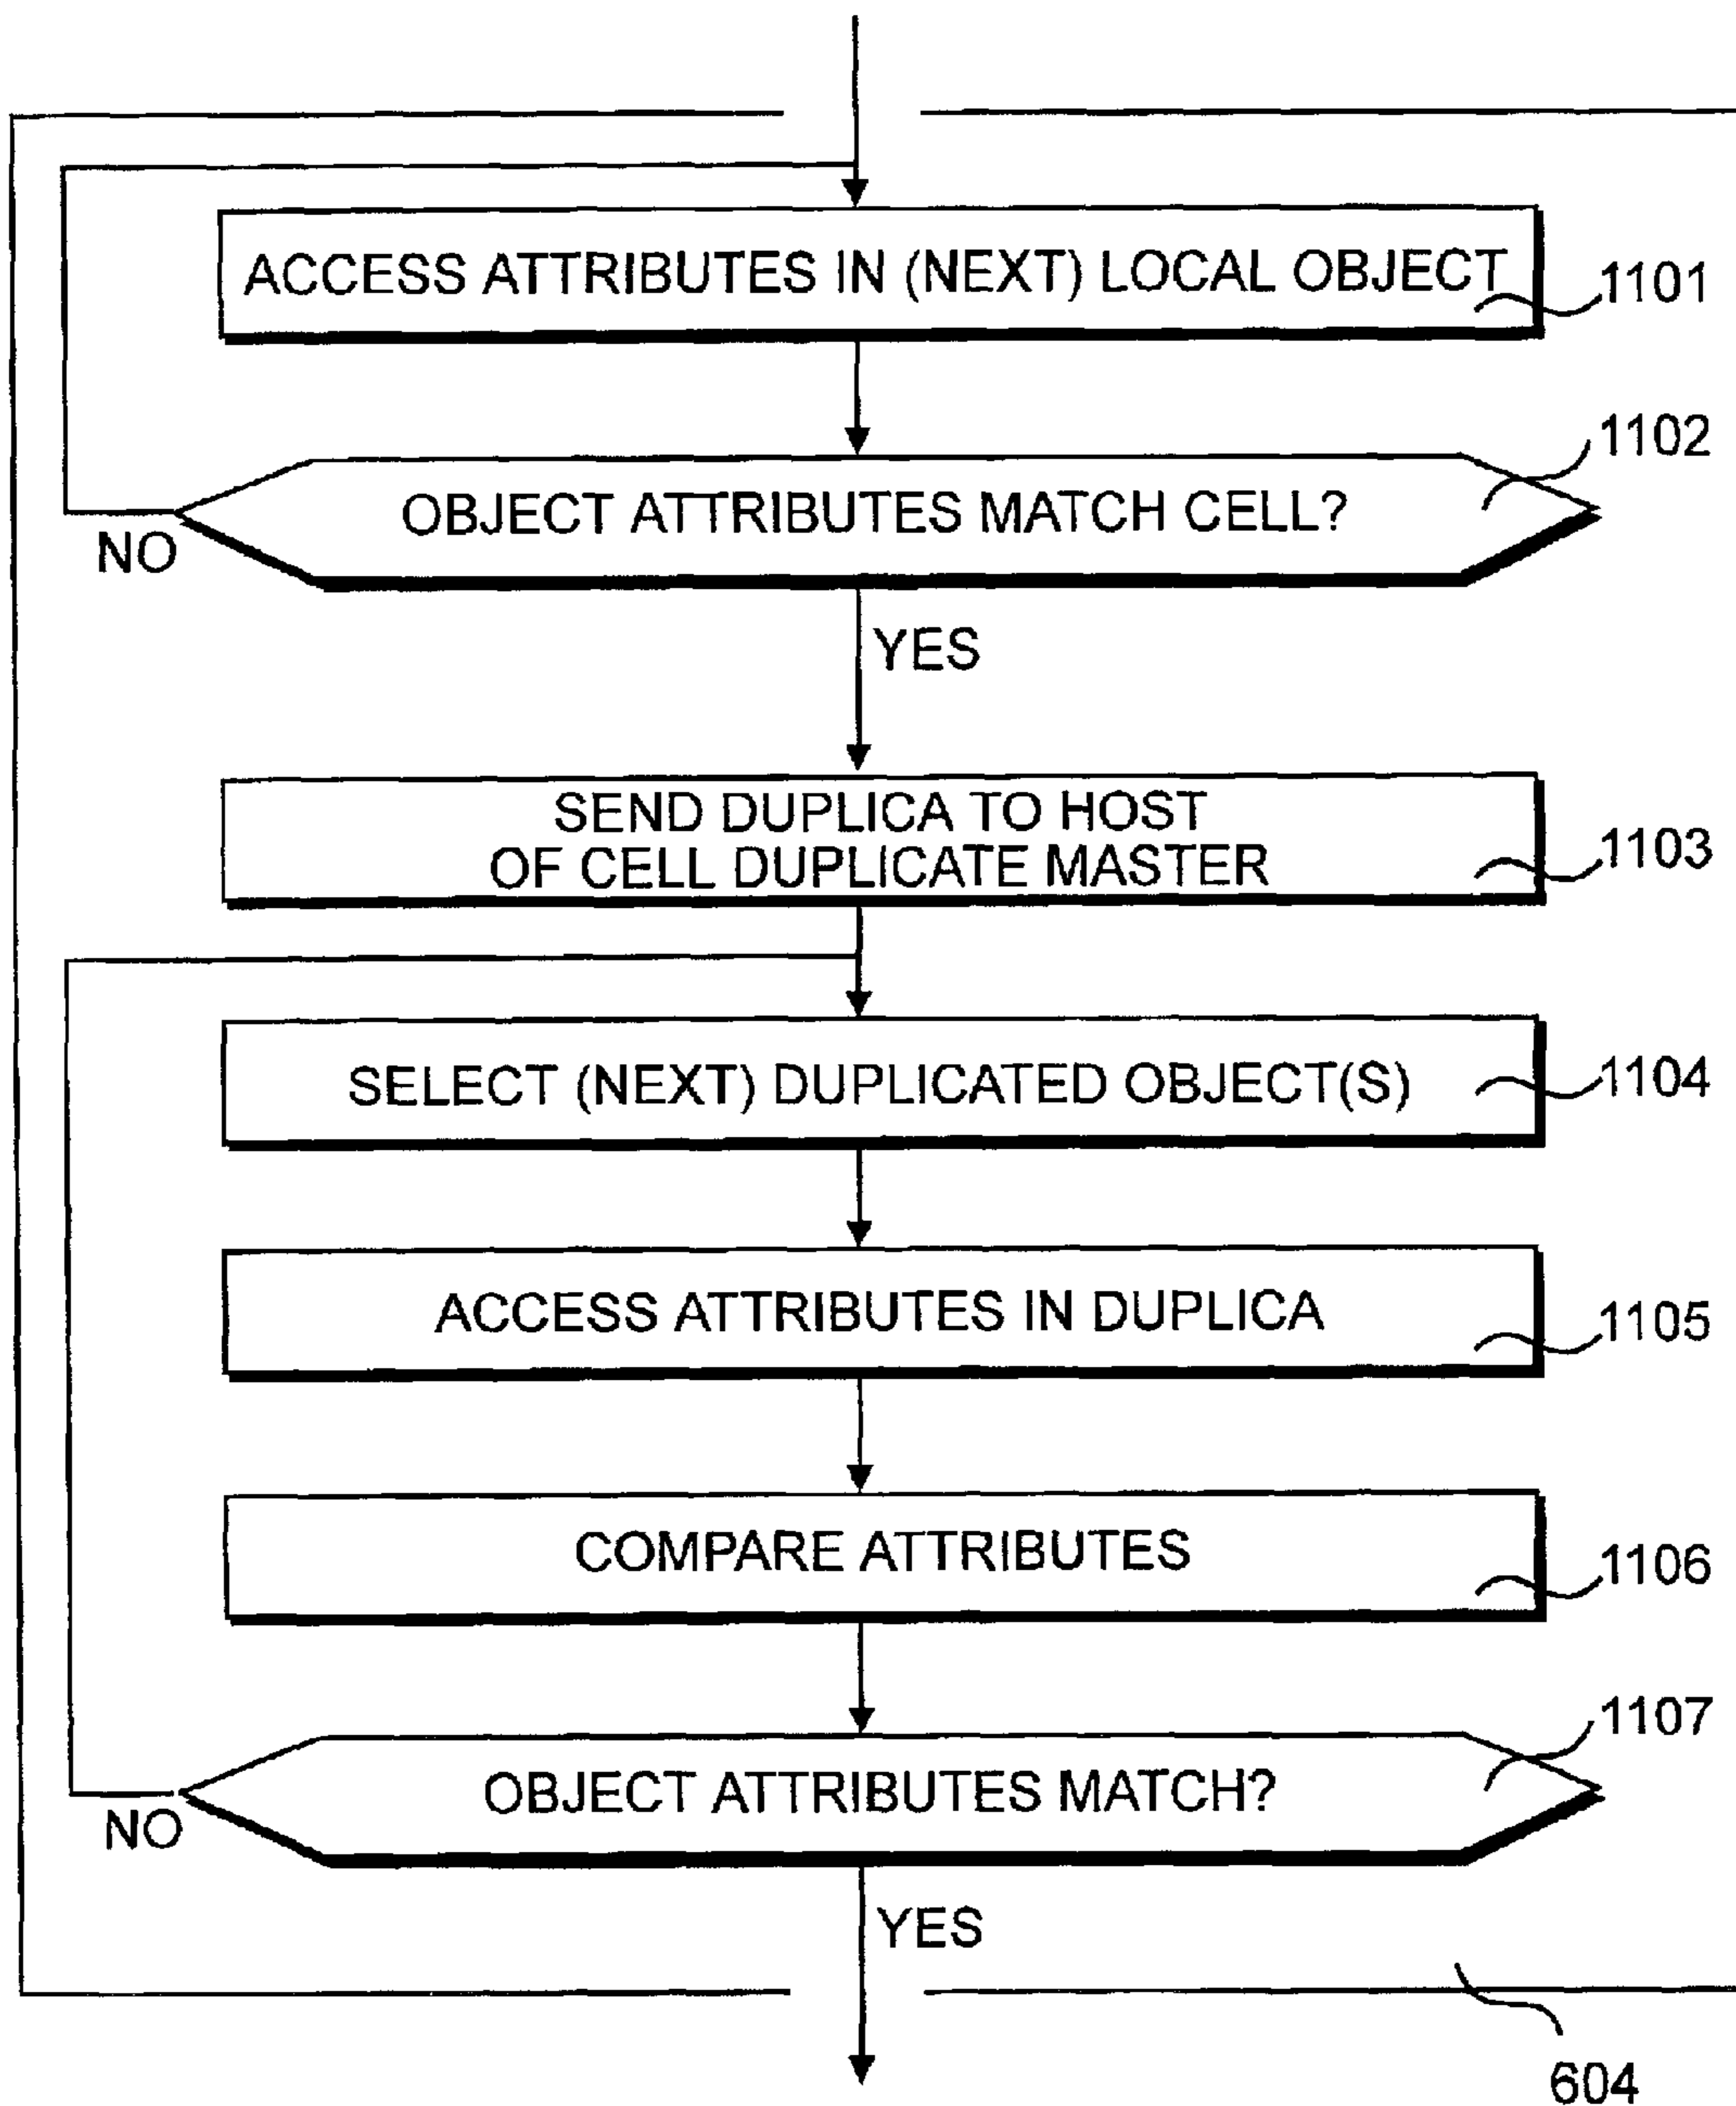 ACCESS ATTRIBUTES IN (NEXT) LOCAL OBJECT
1101
1102
OBJECT ATTRIBUTES MATCH CELL?
NO
YES
SEND DUPLICA TO HOST
OF CELL DUPLICATE MASTER
1103
SELECT (NEXT) DUPLICATED OBJECT(S)
1104
ACCESS ATTRIBUTES IN DUPLICA
1105
COMPARE ATTRIBUTES
1106
1107
OBJECT ATTRIBUTES MATCH?
NO
YES
604